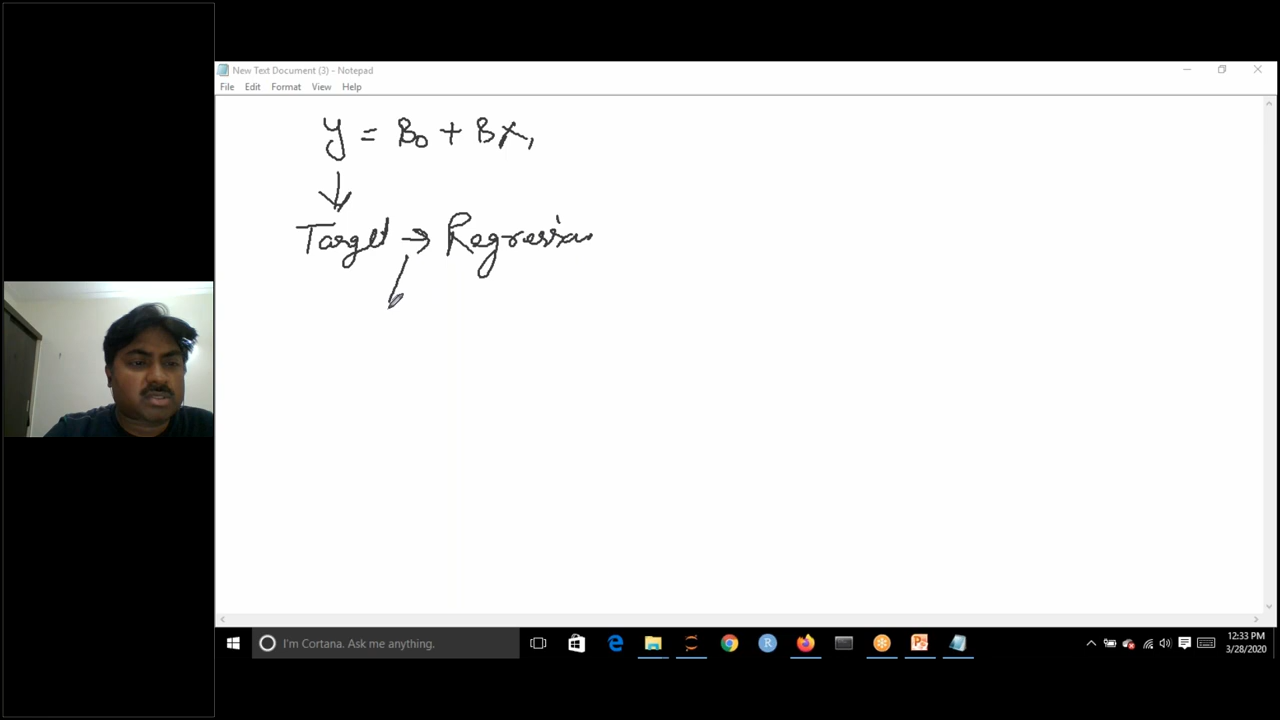 New Text Document (3) - Notepad
File Edit Format View Help
y = B0 + BX1
Target → Regression
I'm Cortana. Ask me anything.
12:33 PM
3/28/2020